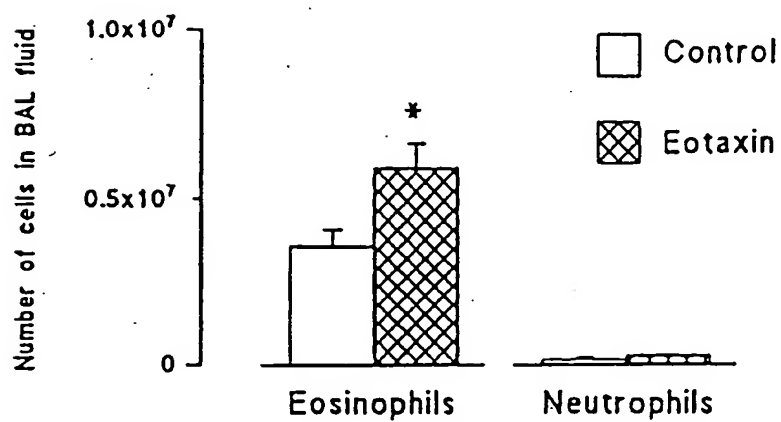 Number of cells in BAL fluid.
1.0x10⁷
0.5x10⁷
0
*
Control
Eotaxin
Eosinophils
Neutrophils